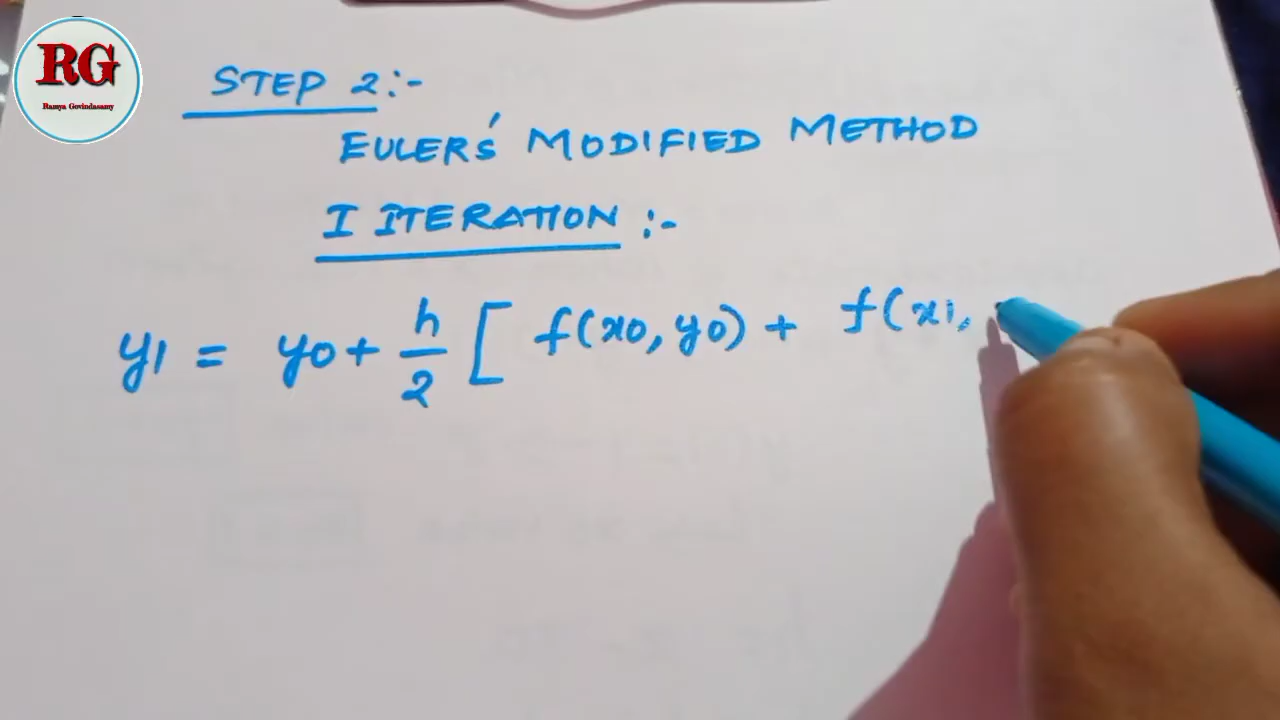 RG
Ramya Govindasamy
STEP 2:-
EULER'S MODIFIED METHOD
I ITERATION :-
y1 = y0 + h/2 [ f(x0, y0) + f(x1,